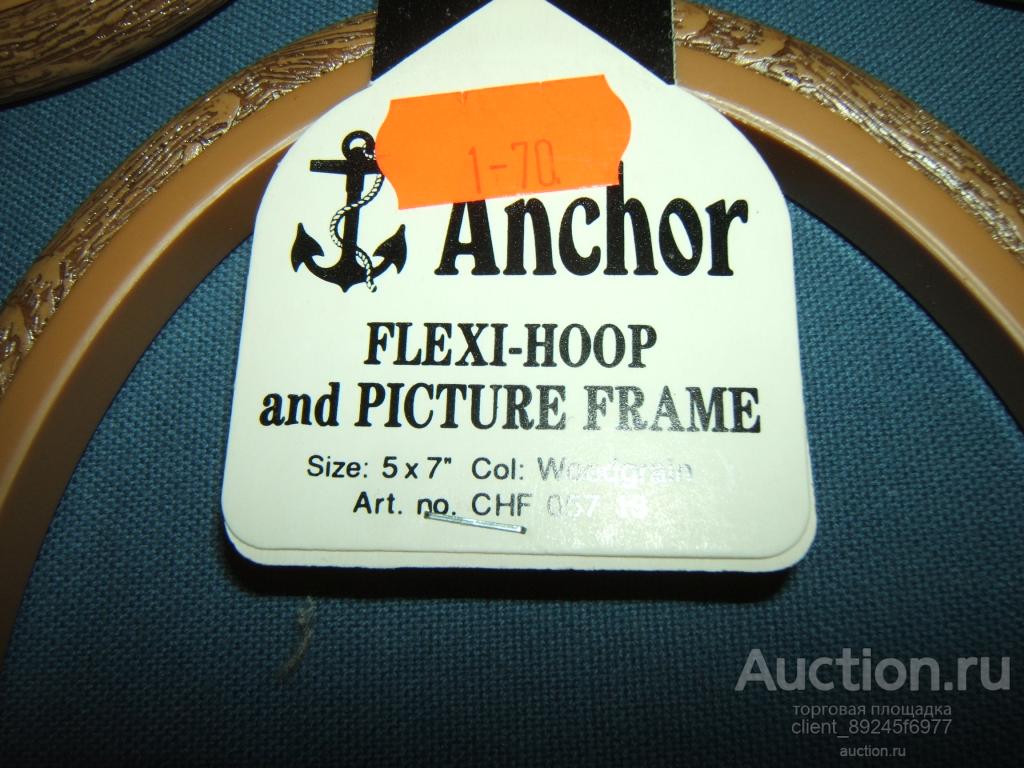 1-70
Anchor
FLEXI-HOOP
and PICTURE FRAME
Size: 5 x 7" Col: Woodgrain
Art. no. CHF 057
Auction.ru
торговая площадка
client_89245f6977
auction.ru